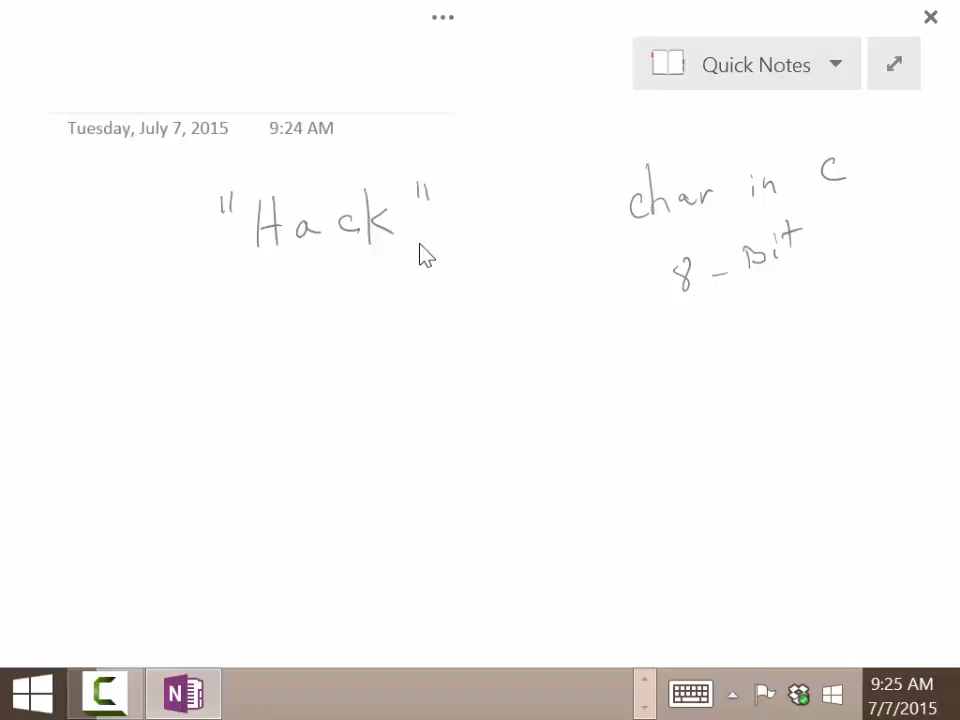 Quick Notes
Tuesday, July 7, 2015 9:24 AM
"Hack"
char in C
8 - Bit
9:25 AM
7/7/2015